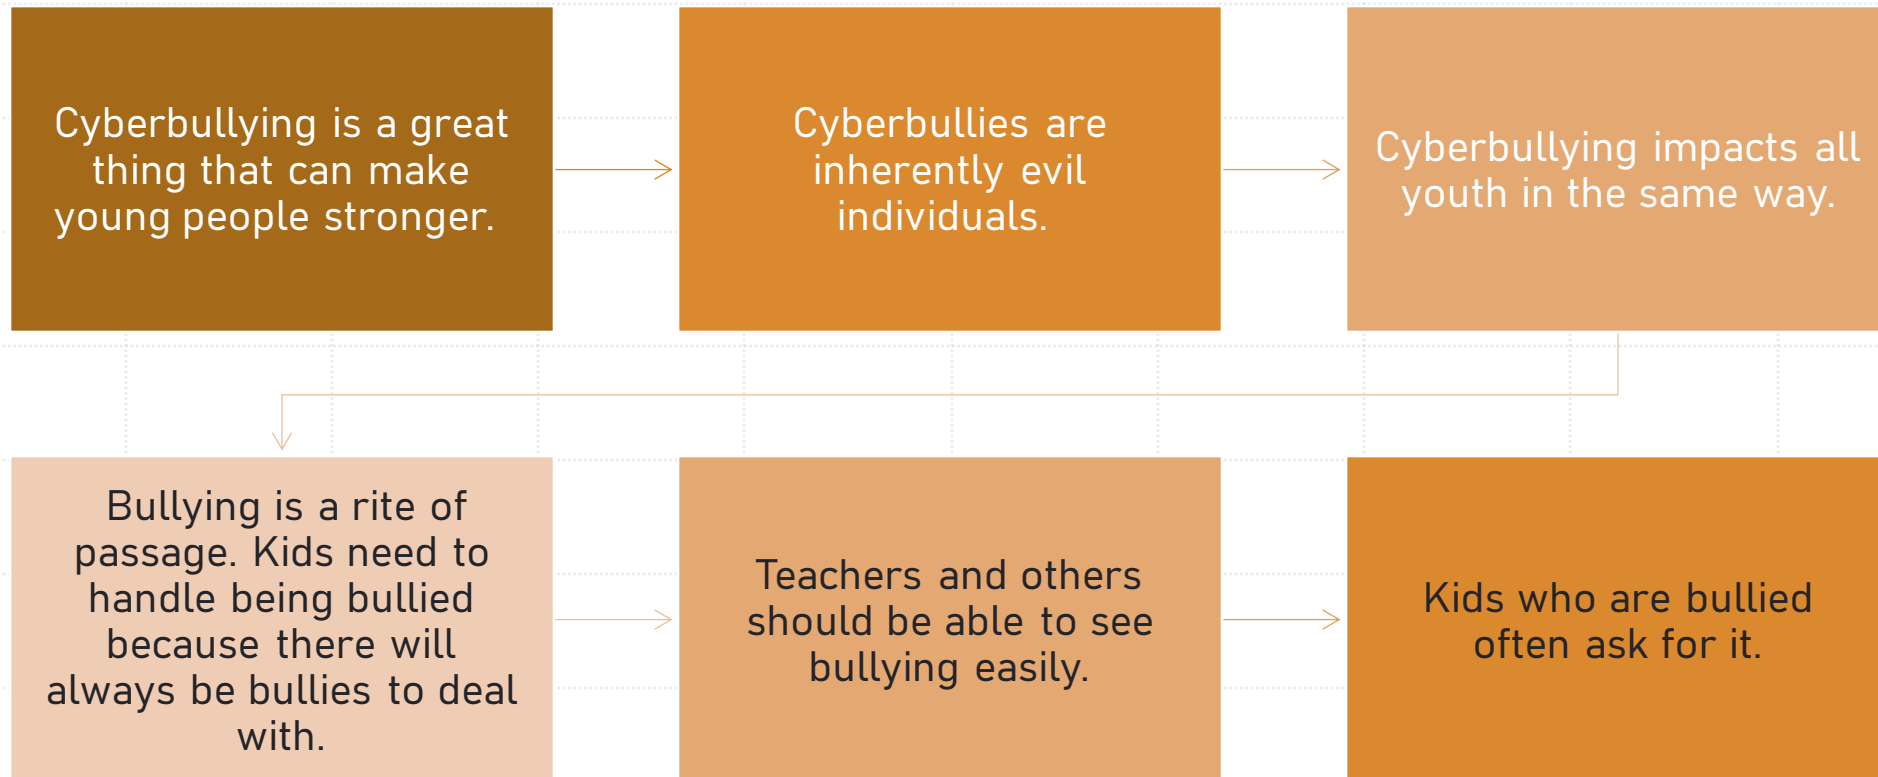 Cyberbullying is a great
thing that can make
young people stronger.
Cyberbullies are
inherently evil
individuals.
Cyberbullying impacts all
youth in the same way.
Bullying is a rite of
passage. Kids need to
handle being bullied
because there will
always be bullies to deal
with.
Teachers and others
should be able to see
bullying easily.
Kids who are bullied
often ask for it.